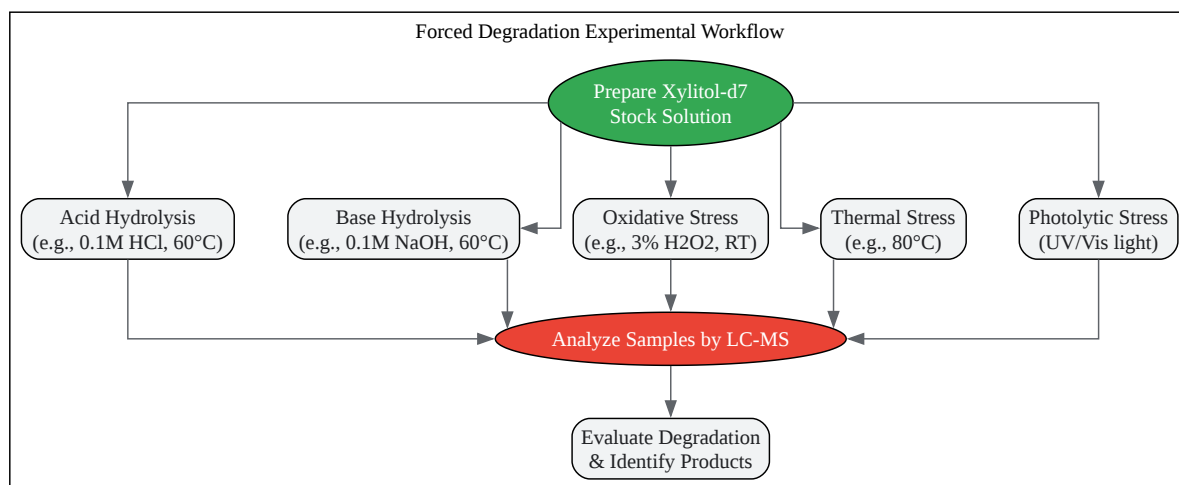 Forced Degradation Experimental Workflow
Prepare Xylitol-d7
Stock Solution
Acid Hydrolysis
(e.g., 0.1M HCl, 60°C)
Base Hydrolysis
(e.g., 0.1M NaOH, 60°C)
Oxidative Stress
(e.g., 3% H2O2, RT)
Thermal Stress
(e.g., 80°C)
Photolytic Stress
(UV/Vis light)
Analyze Samples by LC-MS
Evaluate Degradation
& Identify Products